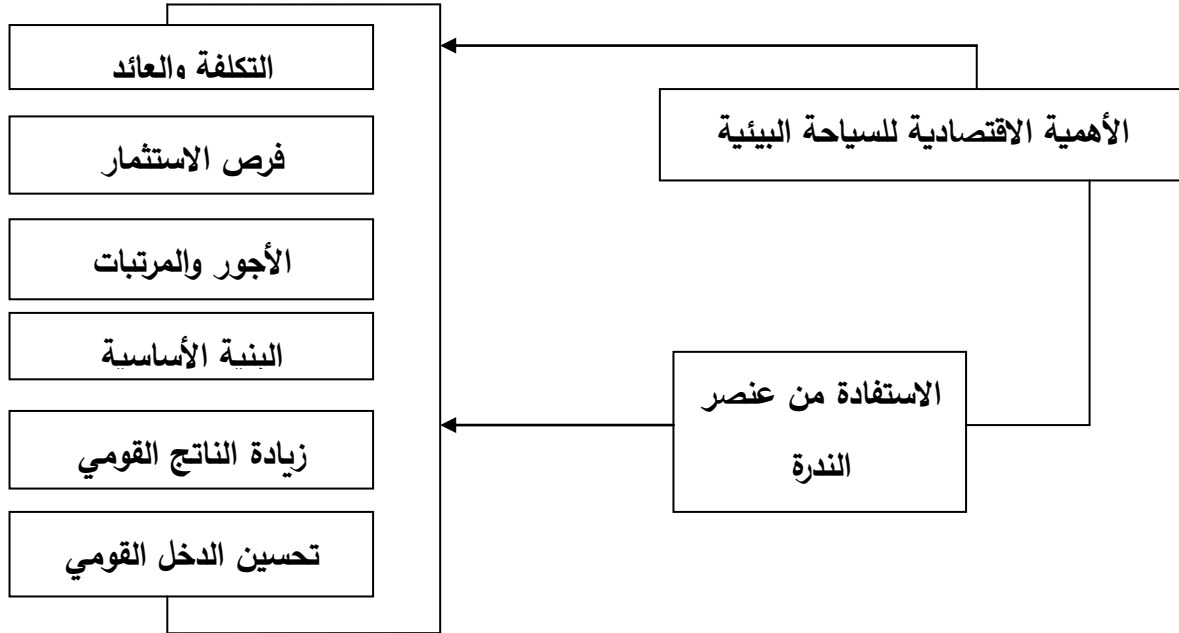 الأهمية الاقتصادية للسياحة البيئية
الاستفادة من عنصر
الندرة
التكلفة والعائد
فرص الاستثمار
الأجور والمرتبات
البنية الأساسية
زيادة الناتج القومي
تحسين الدخل القومي